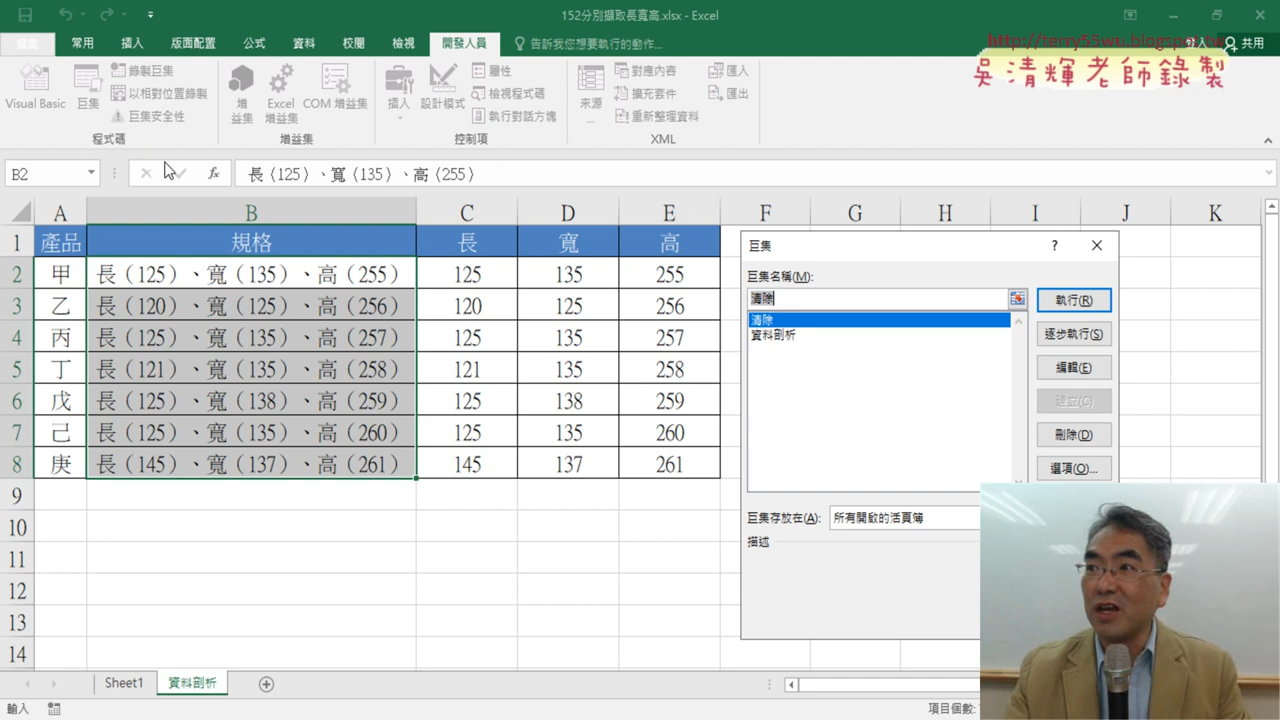 152分別擷取長寬高.xlsx - Excel
檔案 常用 插入 版面配置 公式 資料 校閱 檢視 開發人員 告訴我您想要執行的動作... 登入 共用
http://terry55wu.blogspot.tw
吳清輝老師錄製
Visual Basic 巨集 錄製巨集 以相對位置錄製 巨集安全性 程式碼
增益集 Excel 增益集 COM 增益集 增益集
插入 設計模式 屬性 檢視程式碼 執行對話方塊 控制項
來源... 對應內容 擴充套件 重新整理資料 匯入 匯出 XML
B2 fx 長（125）、寬（135）、高（255）
A B C D E F G H I J K
1 產品 規格 長 寬 高
2 甲 長（125）、寬（135）、高（255） 125 135 255
3 乙 長（120）、寬（125）、高（256） 120 125 256
4 丙 長（125）、寬（135）、高（257） 125 135 257
5 丁 長（121）、寬（135）、高（258） 121 135 258
6 戊 長（125）、寬（138）、高（259） 125 138 259
7 己 長（125）、寬（135）、高（260） 125 135 260
8 庚 長（145）、寬（137）、高（261） 145 137 261
9
10
11
12
13
14
巨集 ?
巨集名稱(M):
清除
清除
資料剖析
執行(R)
逐步執行(S)
編輯(E)
建立(C)
刪除(D)
選項(O)...
巨集存放在(A): 所有開啟的活頁簿
描述
Sheet1 資料剖析
輸入 項目個數: